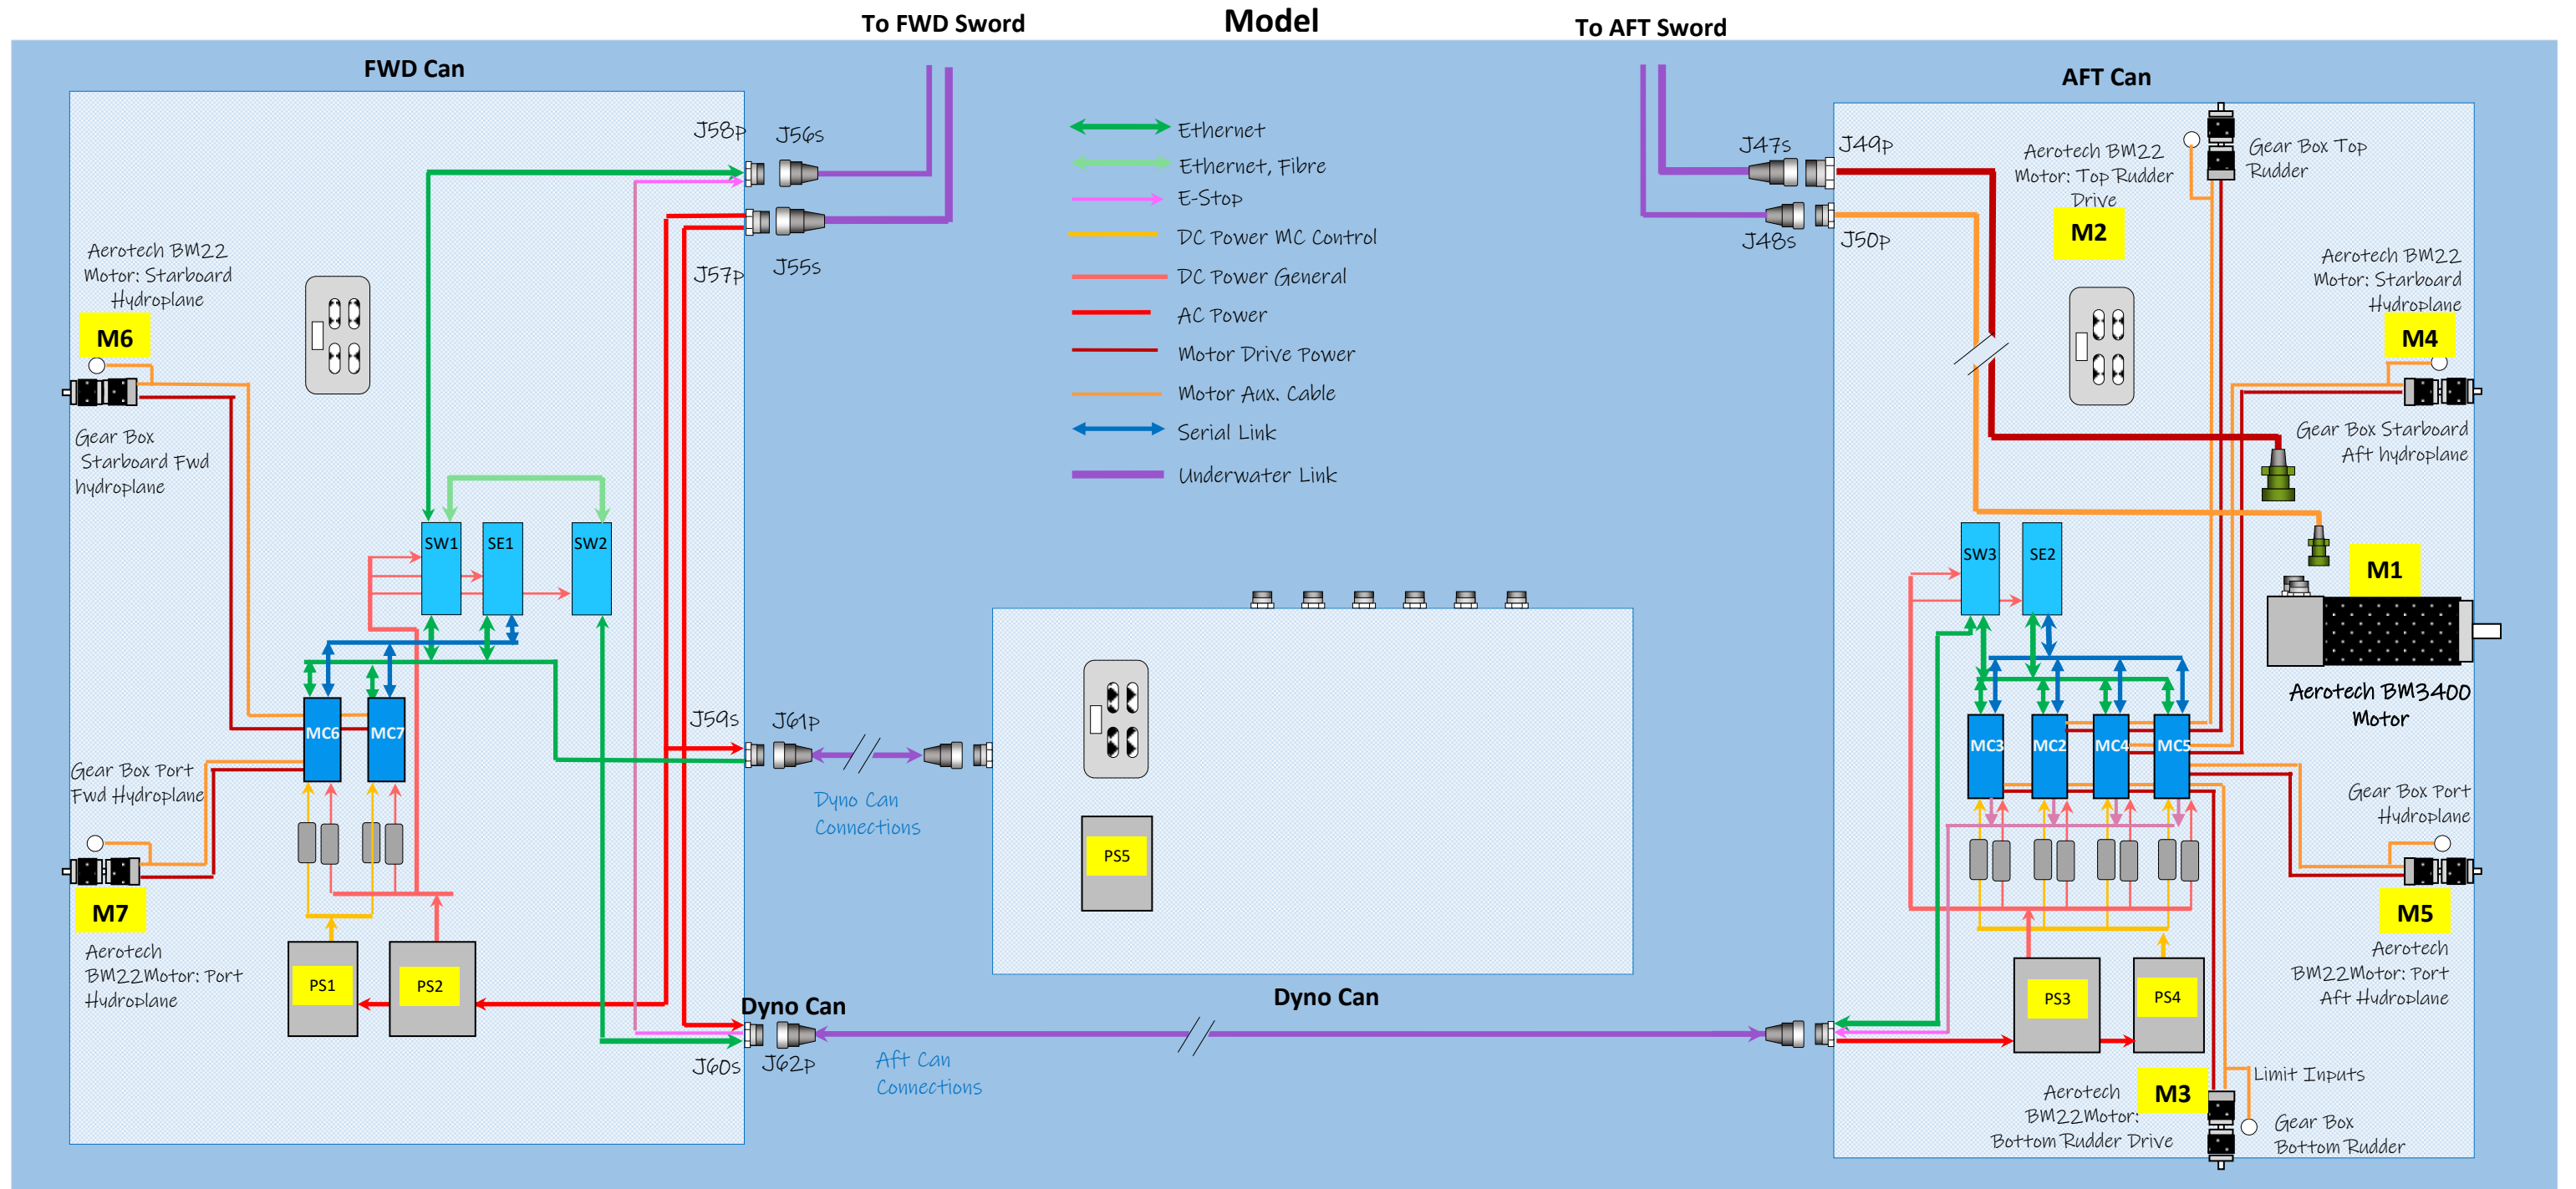 To FWD Sword
Model
To AFT Sword
FWD Can
AFT Can
J58p
J56s
J57p
J55s
Ethernet
Ethernet, Fibre
E-Stop
DC Power MC Control
DC Power General
AC Power
Motor Drive Power
Motor Aux. Cable
Serial Link
Underwater Link
J47s
J49p
J48s
J50p
Aerotech BM22
Motor: Top Rudder
Drive
M2
Gear Box Top
Rudder
Aerotech BM22
Motor: Starboard
Hydroplane
M6
Gear Box
Starboard Fwd
hydroplane
Aerotech BM22
Motor: Starboard
Hydroplane
M4
Gear Box Starboard
Aft hydroplane
SW1
SE1
SW2
SW3
SE2
M1
Aerotech BM3400
Motor
MC6
MC7
J59s
J61p
MC3
MC2
MC4
MC5
Gear Box Port
Fwd Hydroplane
Dyno Can
Connections
Gear Box Port
Hydroplane
PS5
M7
Aerotech
BM22Motor: Port
Hydroplane
M5
Aerotech
BM22Motor: Port
Aft Hydroplane
PS1
PS2
Dyno Can
Dyno Can
PS3
PS4
J60s
J62p
Aft Can
Connections
Limit Inputs
M3
Aerotech
BM22Motor:
Bottom Rudder Drive
Gear Box
Bottom Rudder